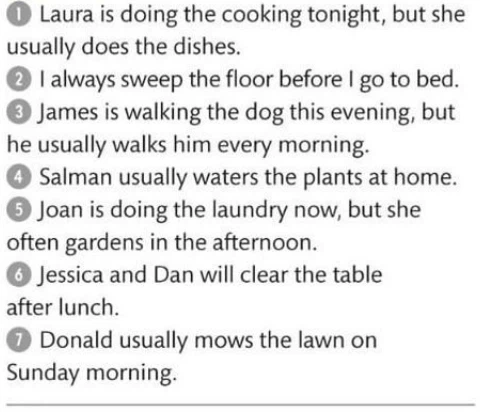 1 Laura is doing the cooking tonight, but she
usually does the dishes.
2 I always sweep the floor before I go to bed.
3 James is walking the dog this evening, but
he usually walks him every morning.
4 Salman usually waters the plants at home.
5 Joan is doing the laundry now, but she
often gardens in the afternoon.
6 Jessica and Dan will clear the table
after lunch.
7 Donald usually mows the lawn on
Sunday morning.